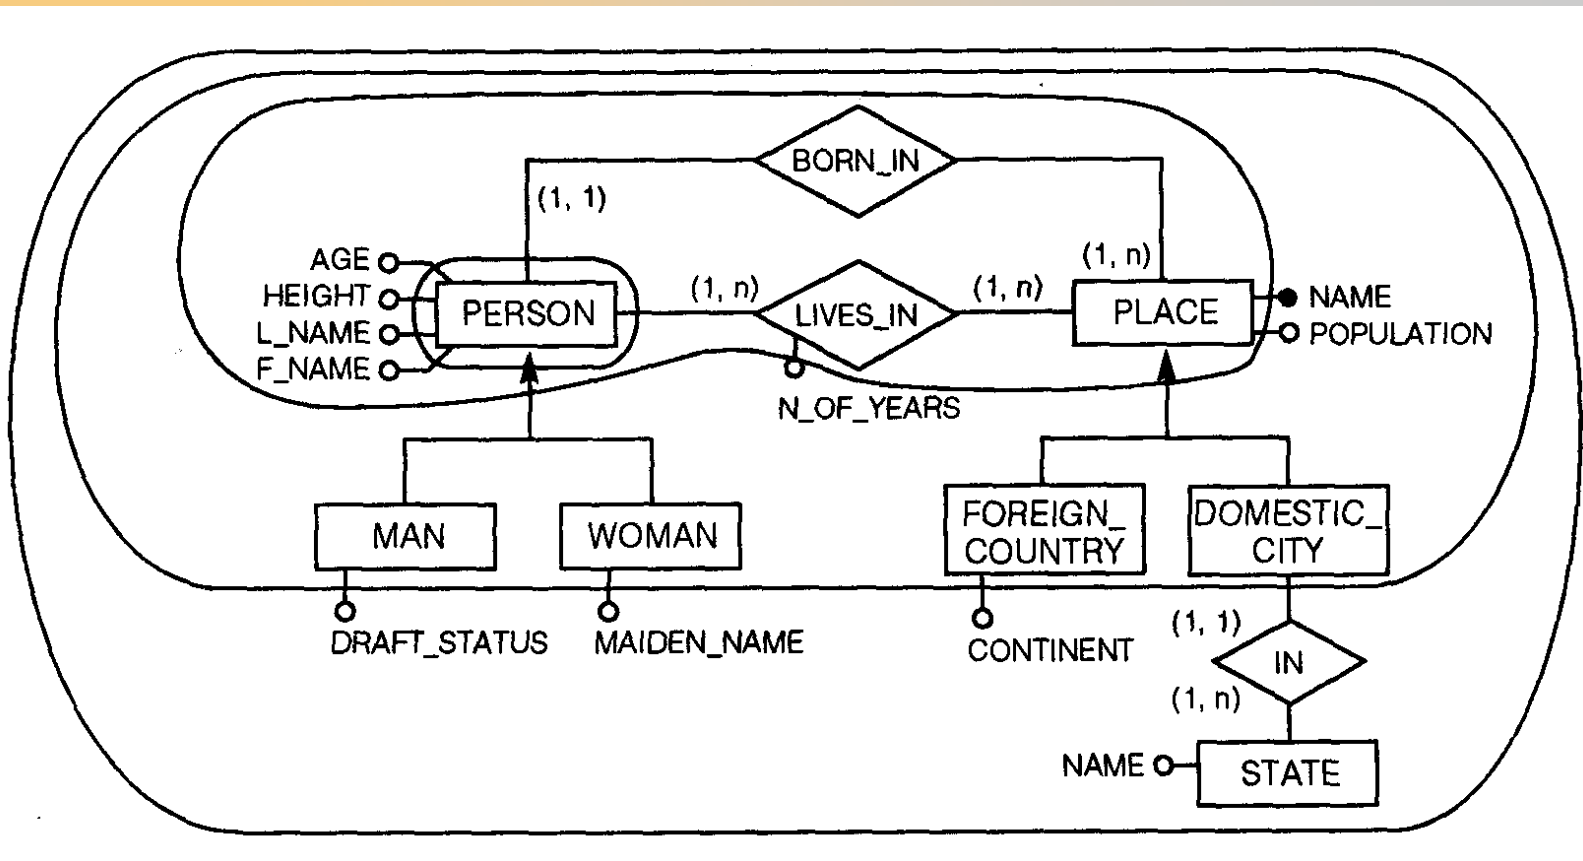 BORN_IN
(1, 1)
(1, n)
AGE
HEIGHT
L_NAME
F_NAME
PERSON
(1, n)
LIVES_IN
(1, n)
PLACE
NAME
POPULATION
N_OF_YEARS
MAN
WOMAN
FOREIGN_
COUNTRY
DOMESTIC_
CITY
DRAFT_STATUS
MAIDEN_NAME
CONTINENT
(1, 1)
IN
(1, n)
NAME
STATE